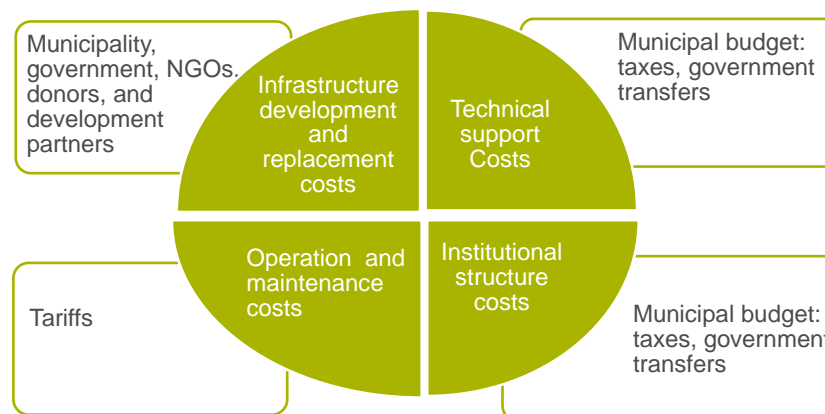 Municipality,
government, NGOs.
donors, and
development
partners
Infrastructure
development
and
replacement
costs
Technical
support
Costs
Municipal budget:
taxes, government
transfers
Tariffs
Operation and
maintenance
costs
Institutional
structure
costs
Municipal budget:
taxes, government
transfers